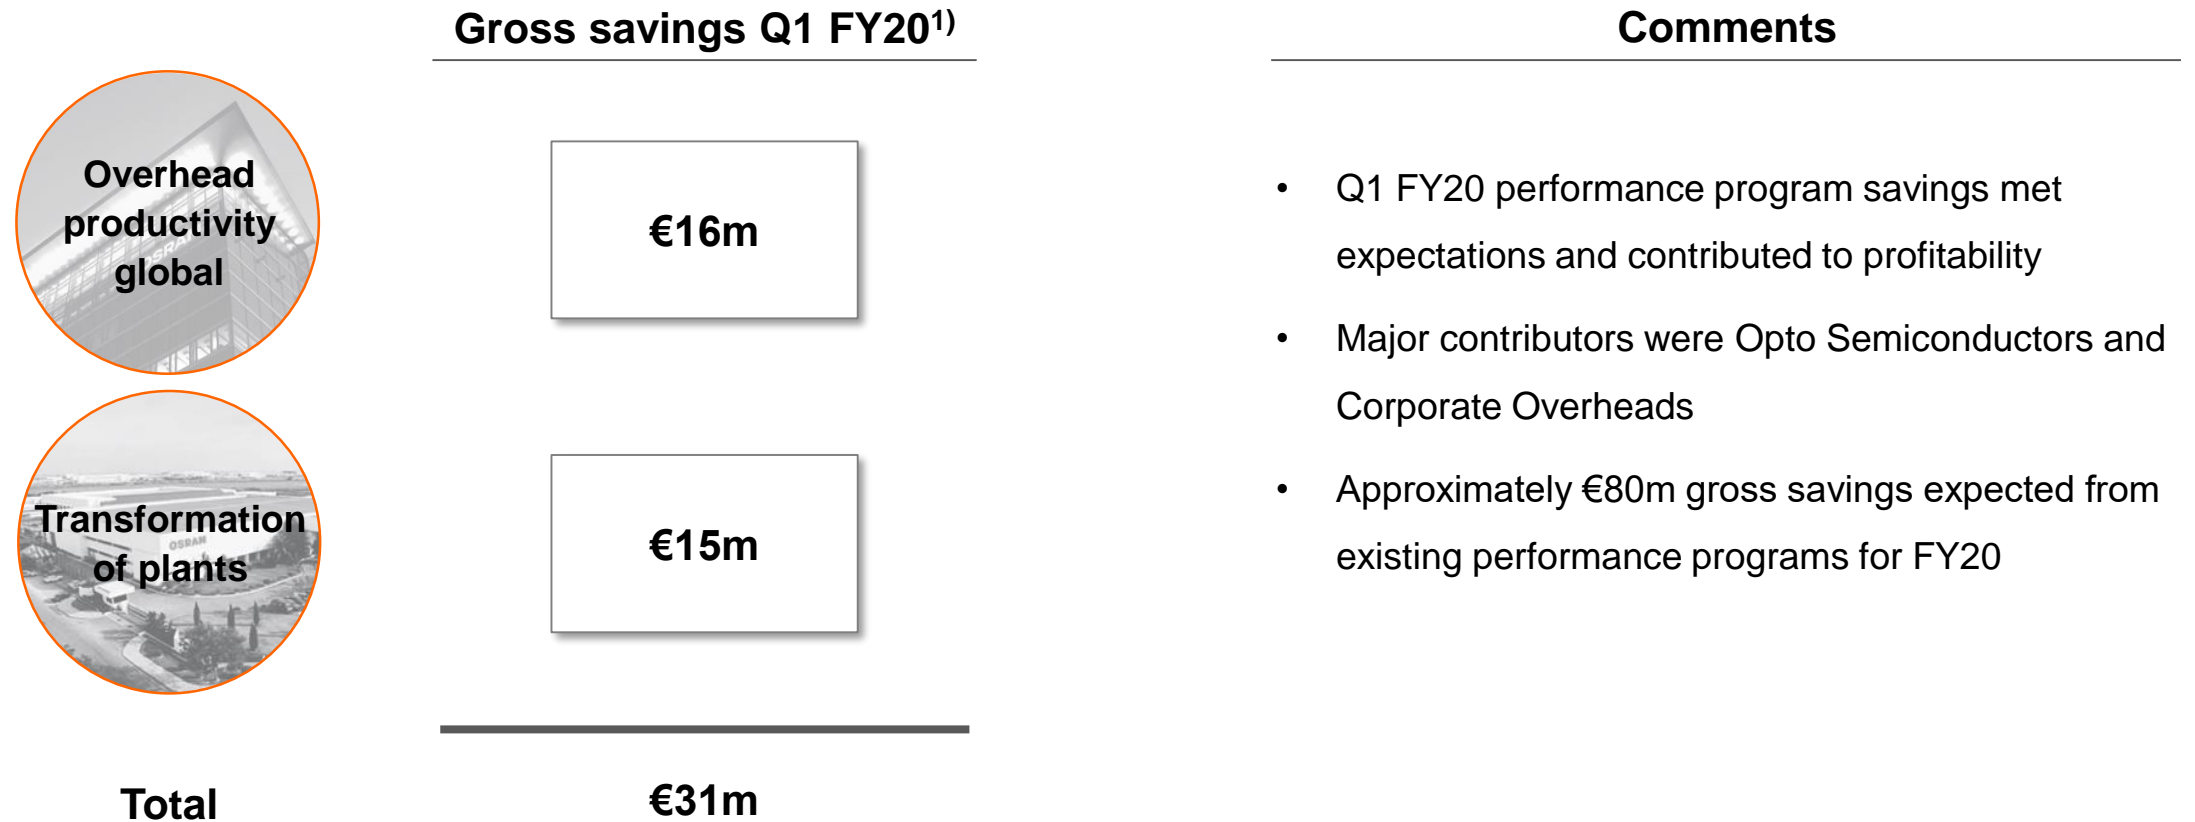 Gross savings Q1 FY20¹⁾
Comments
Overhead
productivity
global
€16m
OSRAM
Transformation
of plants
€15m
OSRAM
Total
€31m
• Q1 FY20 performance program savings met
expectations and contributed to profitability
• Major contributors were Opto Semiconductors and
Corporate Overheads
• Approximately €80m gross savings expected from
existing performance programs for FY20